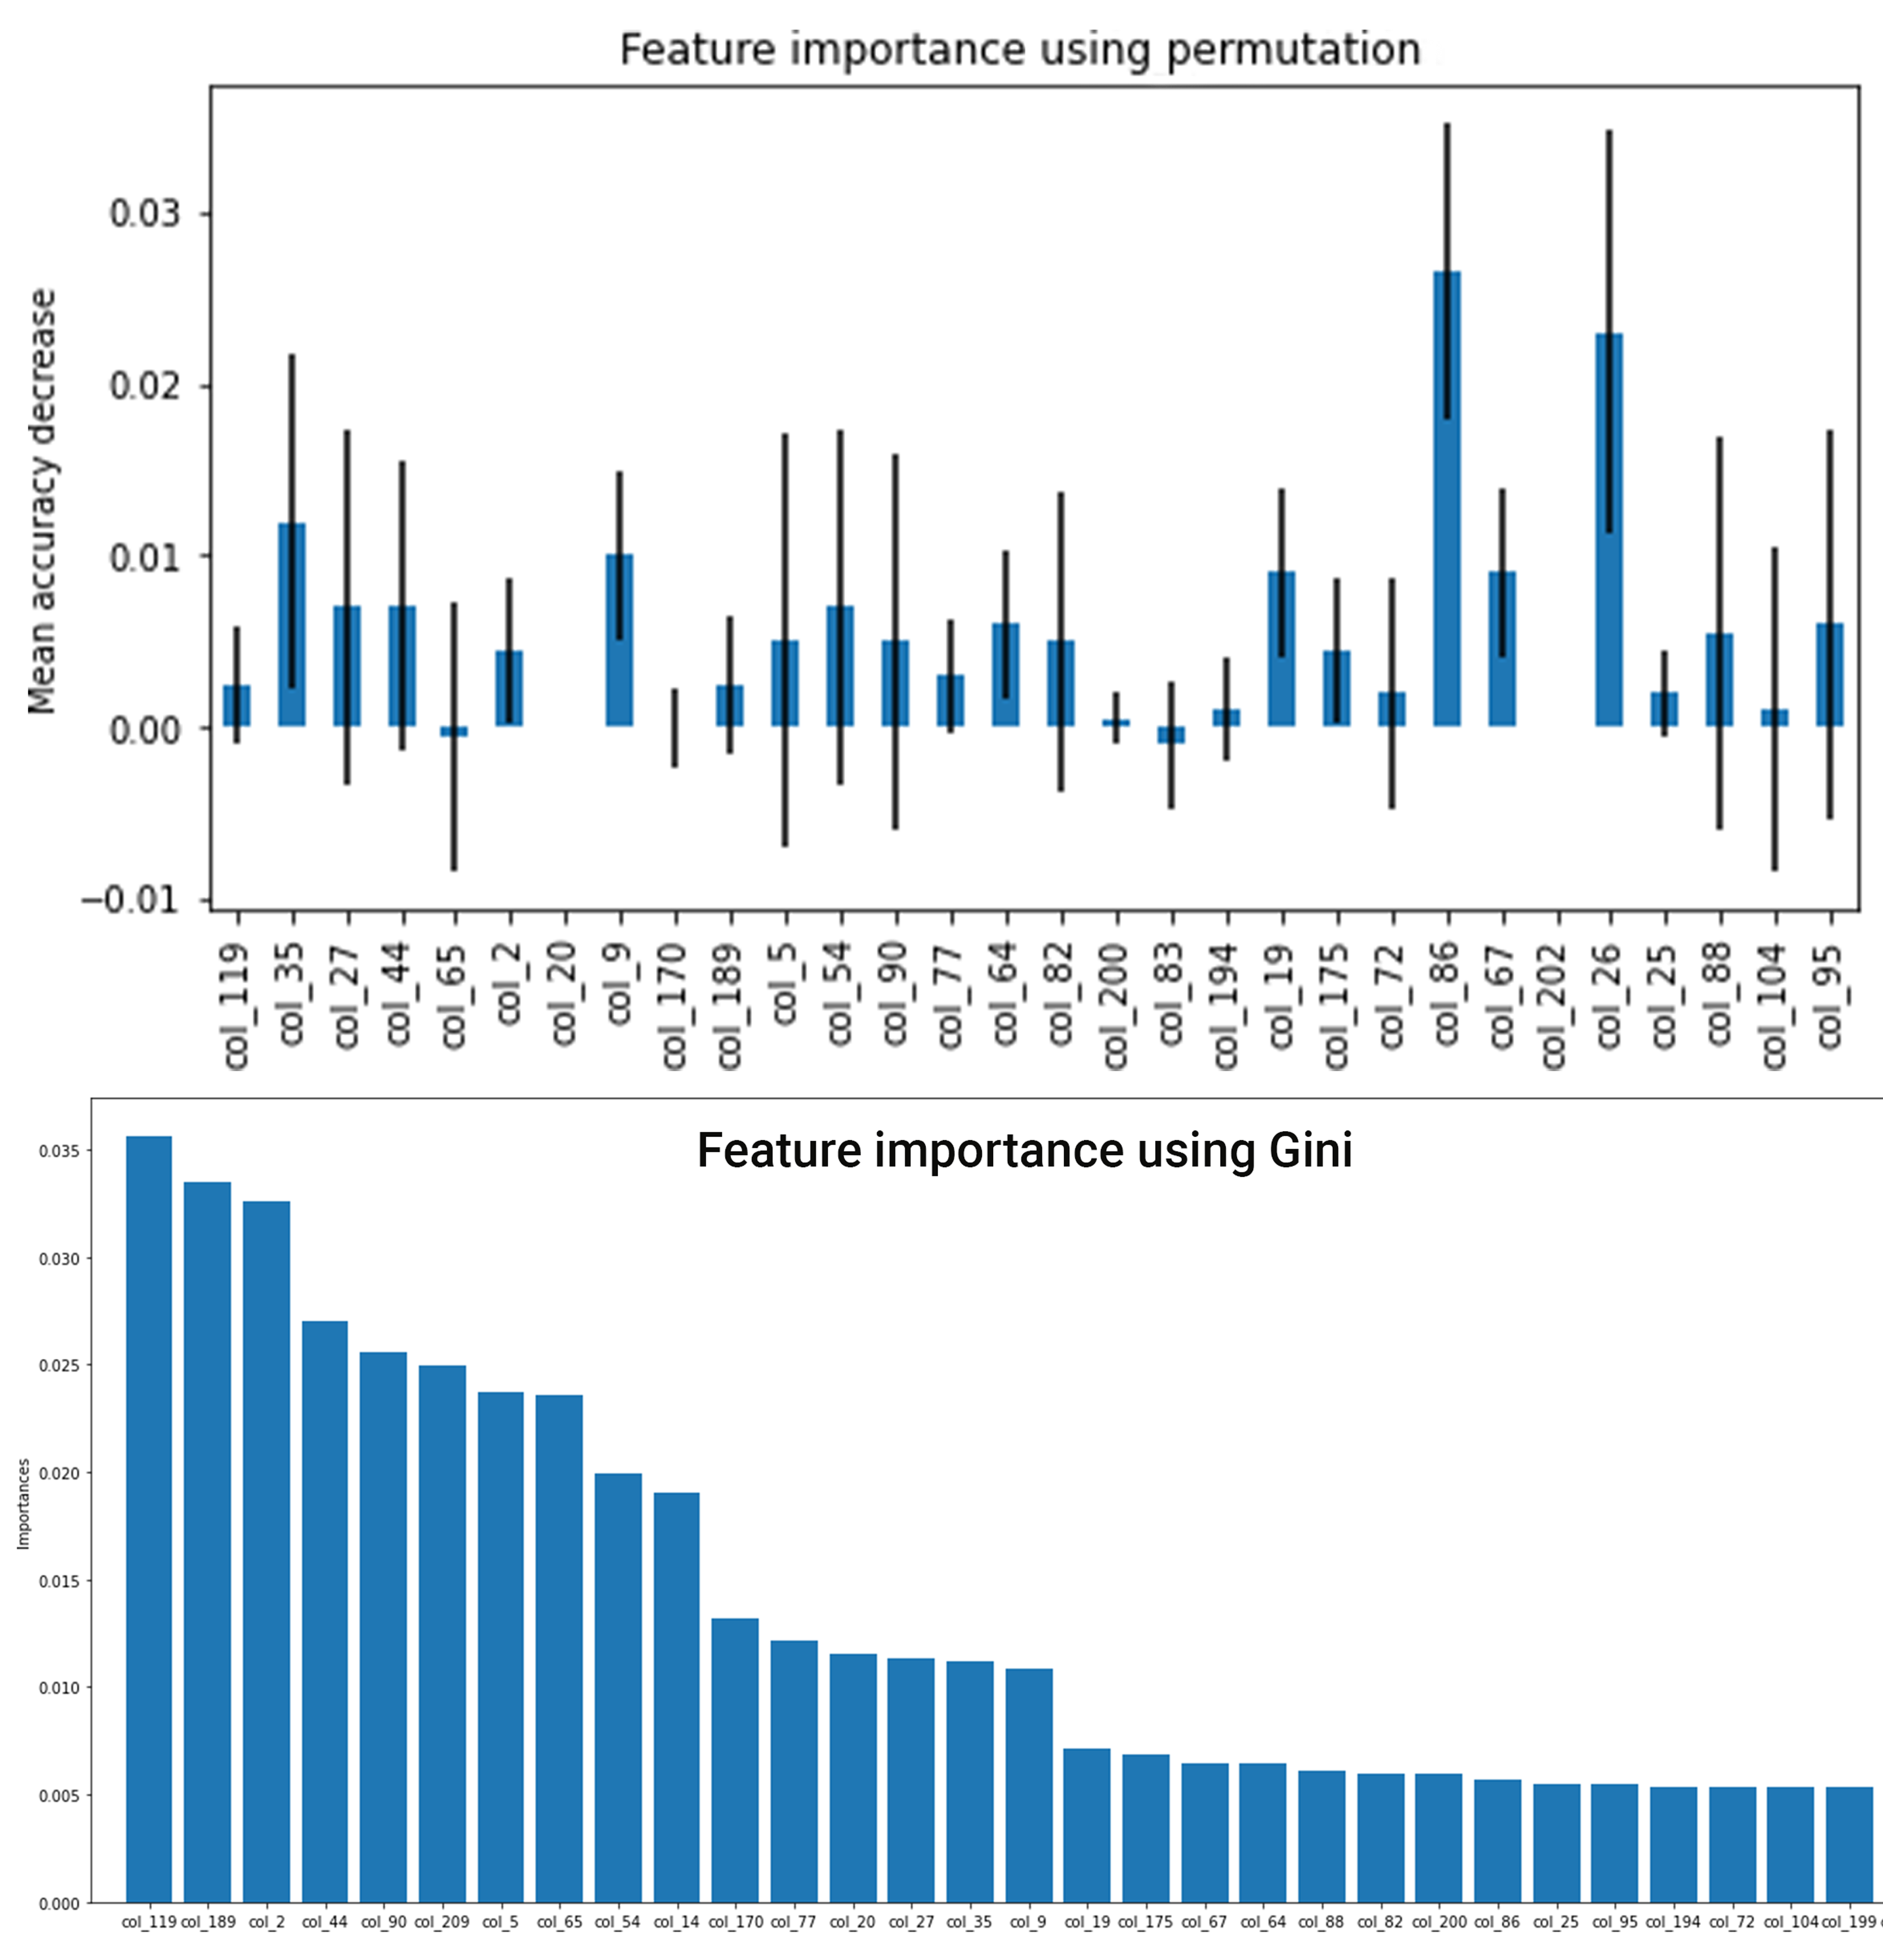 Feature importance using permutation
Mean accuracy decrease
0.03
0.02
0.01
0.00
−0.01
col_119 col_35 col_27 col_44 col_65 col_2 col_20 col_9 col_170 col_189 col_5 col_54 col_90 col_77 col_64 col_82 col_200 col_83 col_194 col_19 col_175 col_72 col_86 col_67 col_202 col_26 col_25 col_88 col_104 col_95
Feature importance using Gini
Importances
0.035
0.030
0.025
0.020
0.015
0.010
0.005
0.000
col_119 col_189 col_2 col_44 col_90 col_209 col_5 col_65 col_54 col_14 col_170 col_77 col_20 col_27 col_35 col_9 col_19 col_175 col_67 col_64 col_88 col_82 col_200 col_86 col_25 col_95 col_194 col_72 col_104 col_199